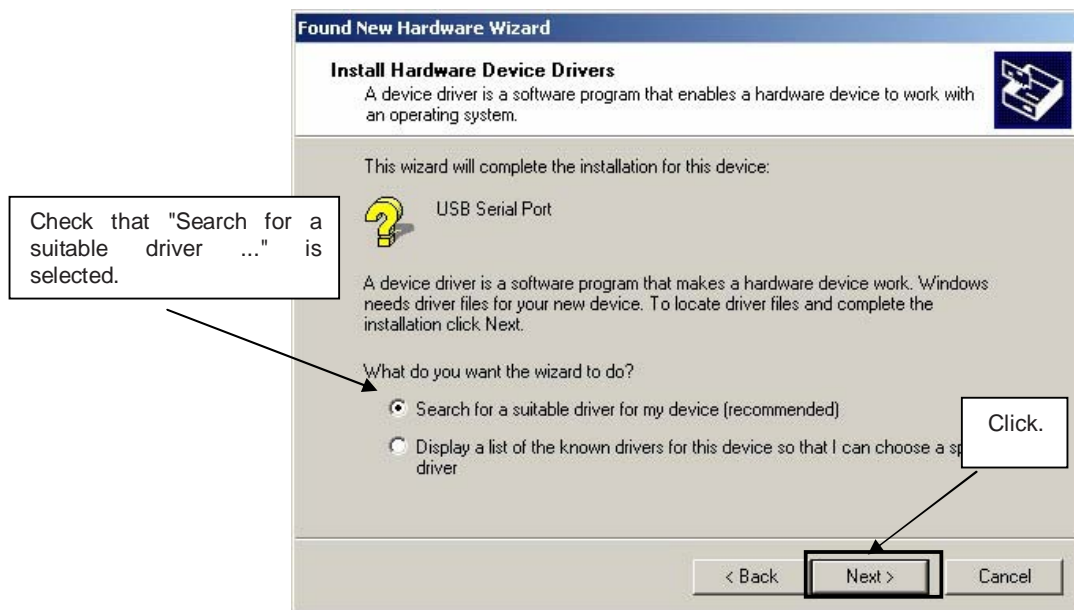 Found New Hardware Wizard
Install Hardware Device Drivers
A device driver is a software program that enables a hardware device to work with
an operating system.
This wizard will complete the installation for this device:
USB Serial Port
Check that "Search for a
suitable driver ..." is
selected.
A device driver is a software program that makes a hardware device work. Windows
needs driver files for your new device. To locate driver files and complete the
installation click Next.
What do you want the wizard to do?
Search for a suitable driver for my device (recommended)
Click.
Display a list of the known drivers for this device so that I can choose a
driver
< Back
Next >
Cancel